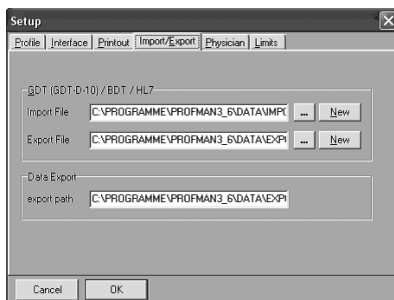 Setup
Profile Interface Printout Import/Export Physician Limits
GDT (GDT-D-10) / BDT / HL7
Import File C:\PROGRAMME\PROFMAN3_6\DATA\IMPO ... New
Export File C:\PROGRAMME\PROFMAN3_6\DATA\EXP( ... New
Data Export
export path C:\PROGRAMME\PROFMAN3_6\DATA\EXP(
Cancel OK